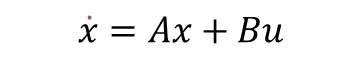 ẋ = Ax + Bu